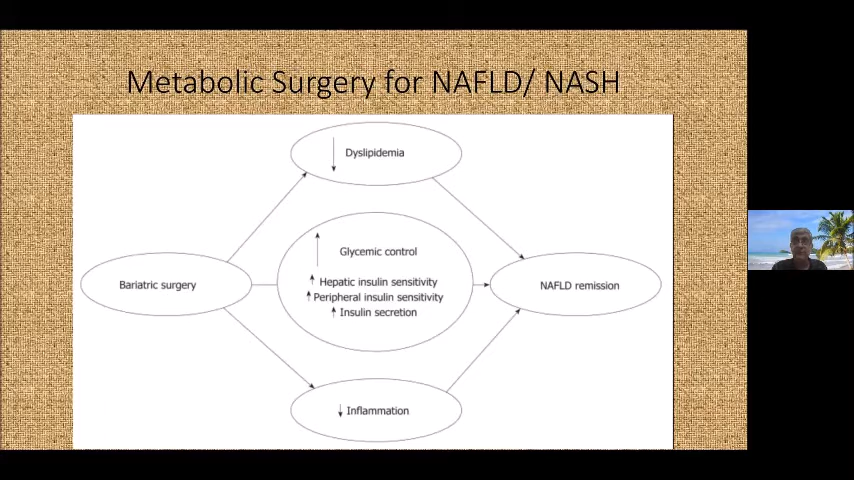 Metabolic Surgery for NAFLD/ NASH
Dyslipidemia
Glycemic control
Hepatic insulin sensitivity
Peripheral insulin sensitivity
Insulin secretion
Bariatric surgery
NAFLD remission
Inflammation